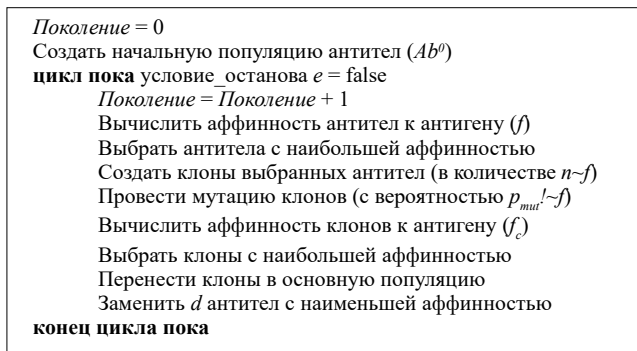 Поколение = 0
Создать начальную популяцию антител (Ab⁰)
цикл пока условие_останова e = false
Поколение = Поколение + 1
Вычислить аффинность антител к антигену (f)
Выбрать антитела с наибольшей аффинностью
Создать клоны выбранных антител (в количестве n~f)
Провести мутацию клонов (с вероятностью pₘᵤₜ!~f)
Вычислить аффинность клонов к антигену (f_c)
Выбрать клоны с наибольшей аффинностью
Перенести клоны в основную популяцию
Заменить d антител с наименьшей аффинностью
конец цикла пока